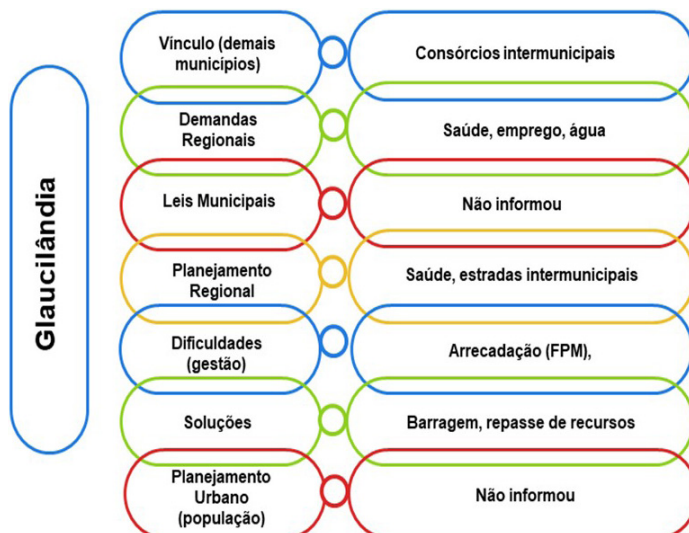 Glaucilândia
Vínculo (demais
municípios)
Consórcios intermunicipais
Demandas
Regionais
Saúde, emprego, água
Leis Municipais
Não informou
Planejamento
Regional
Saúde, estradas intermunicipais
Dificuldades
(gestão)
Arrecadação (FPM),
Soluções
Barragem, repasse de recursos
Planejamento
Urbano
(população)
Não informou